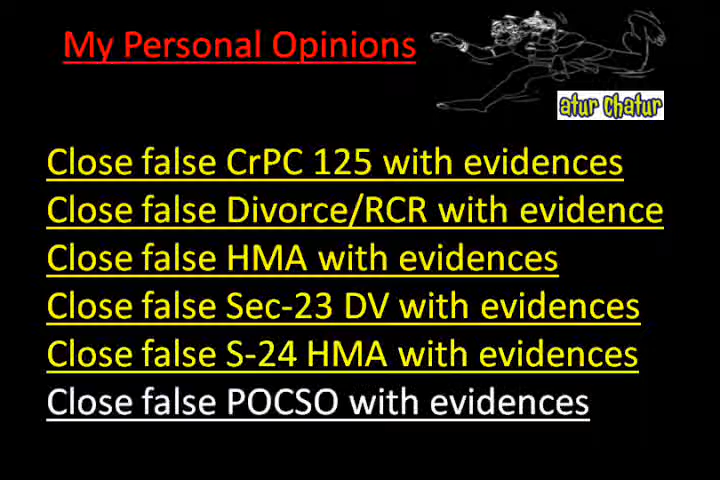 My Personal Opinions
atur chatur
Close false CrPC 125 with evidences
Close false Divorce/RCR with evidence
Close false HMA with evidences
Close false Sec-23 DV with evidences
Close false S-24 HMA with evidences
Close false POCSO with evidences